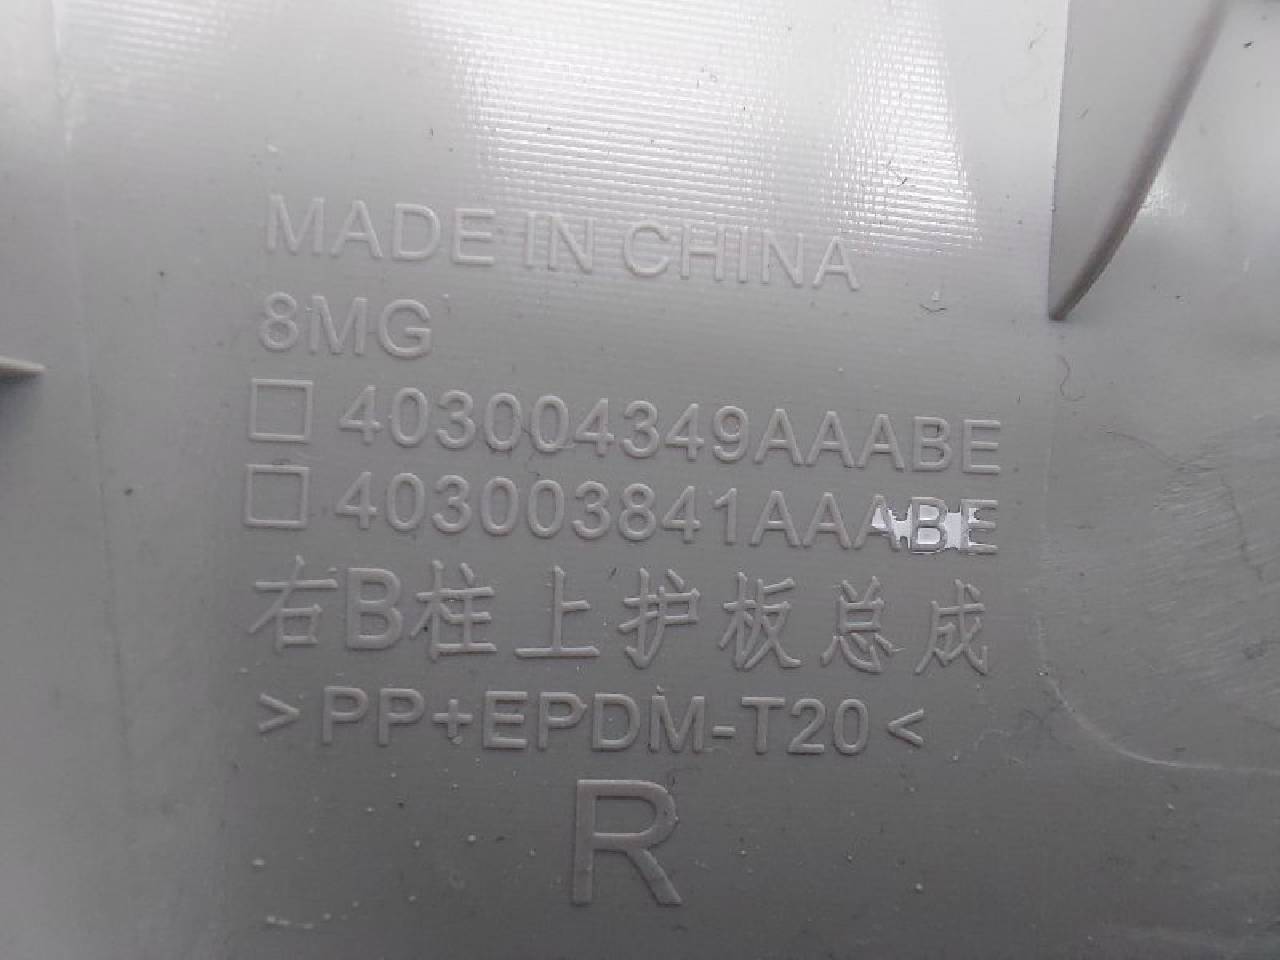 MADE IN CHINA
8MG
□ 403004349AAABE
□ 403003841AAABE
右B柱上护板总成
>PP+EPDM-T20<
R